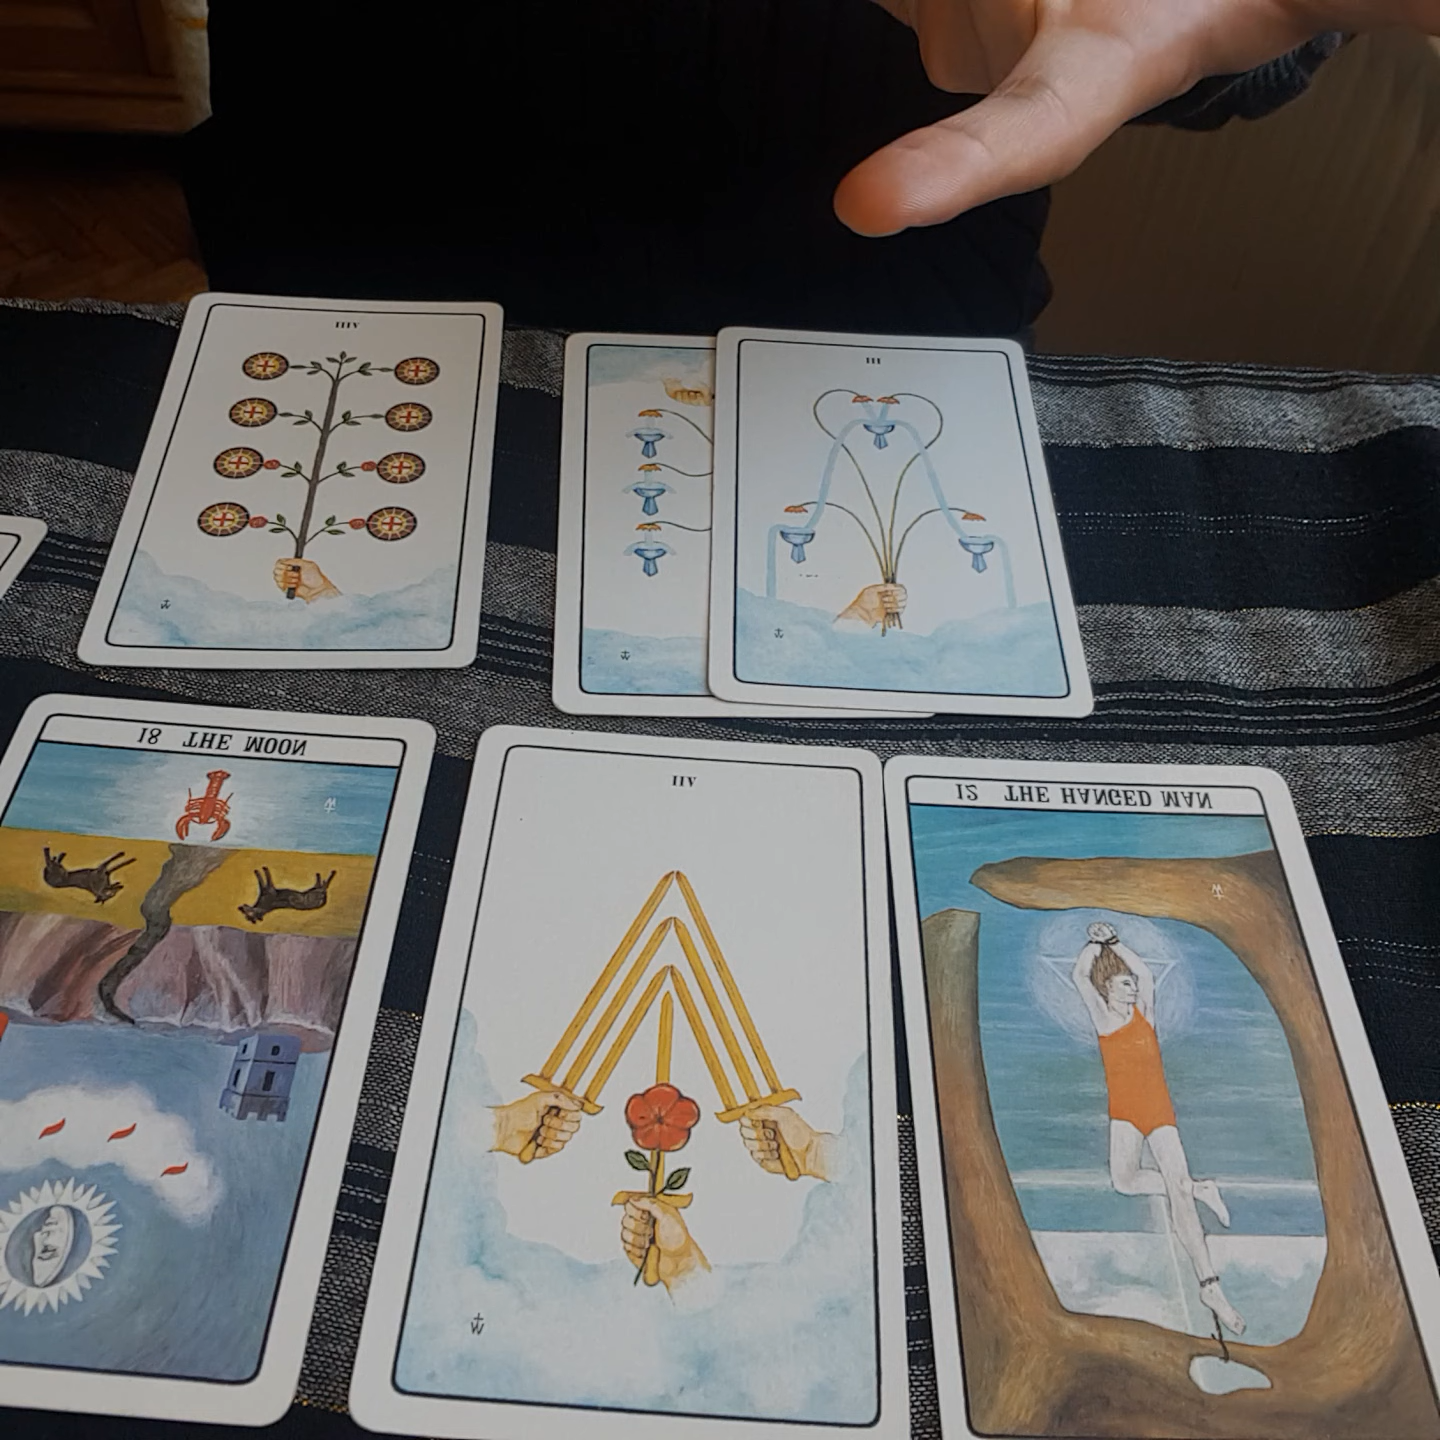 VIII
III
18 THE MOON
VII
12 THE HANGED MAN